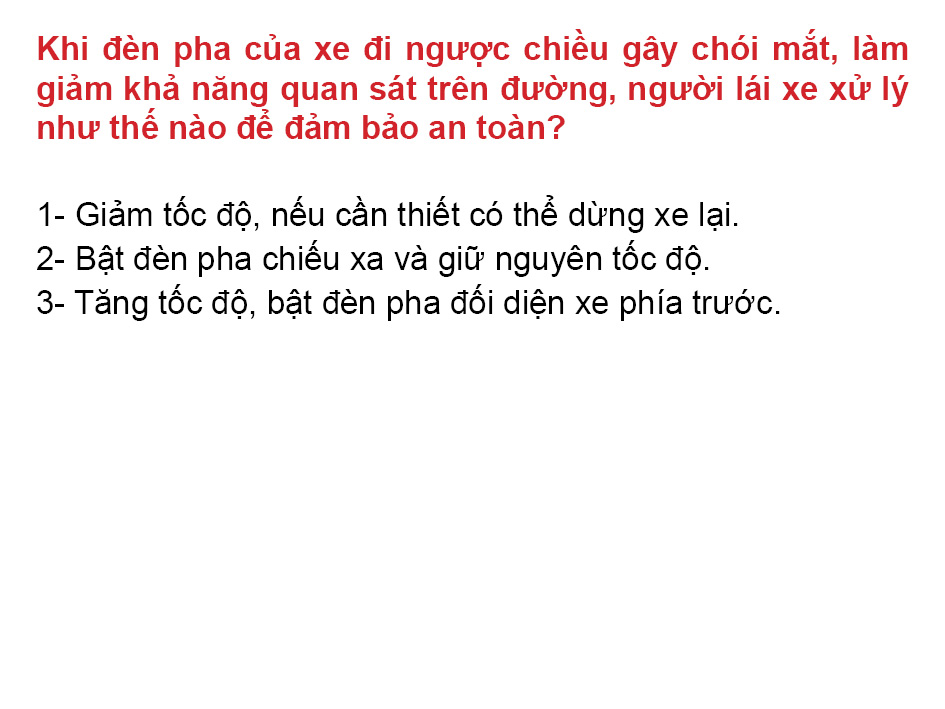 Khi đèn pha của xe đi ngược chiều gây chói mắt, làm
giảm khả năng quan sát trên đường, người lái xe xử lý
như thế nào để đảm bảo an toàn?
1- Giảm tốc độ, nếu cần thiết có thể dừng xe lại.
2- Bật đèn pha chiếu xa và giữ nguyên tốc độ.
3- Tăng tốc độ, bật đèn pha đối diện xe phía trước.